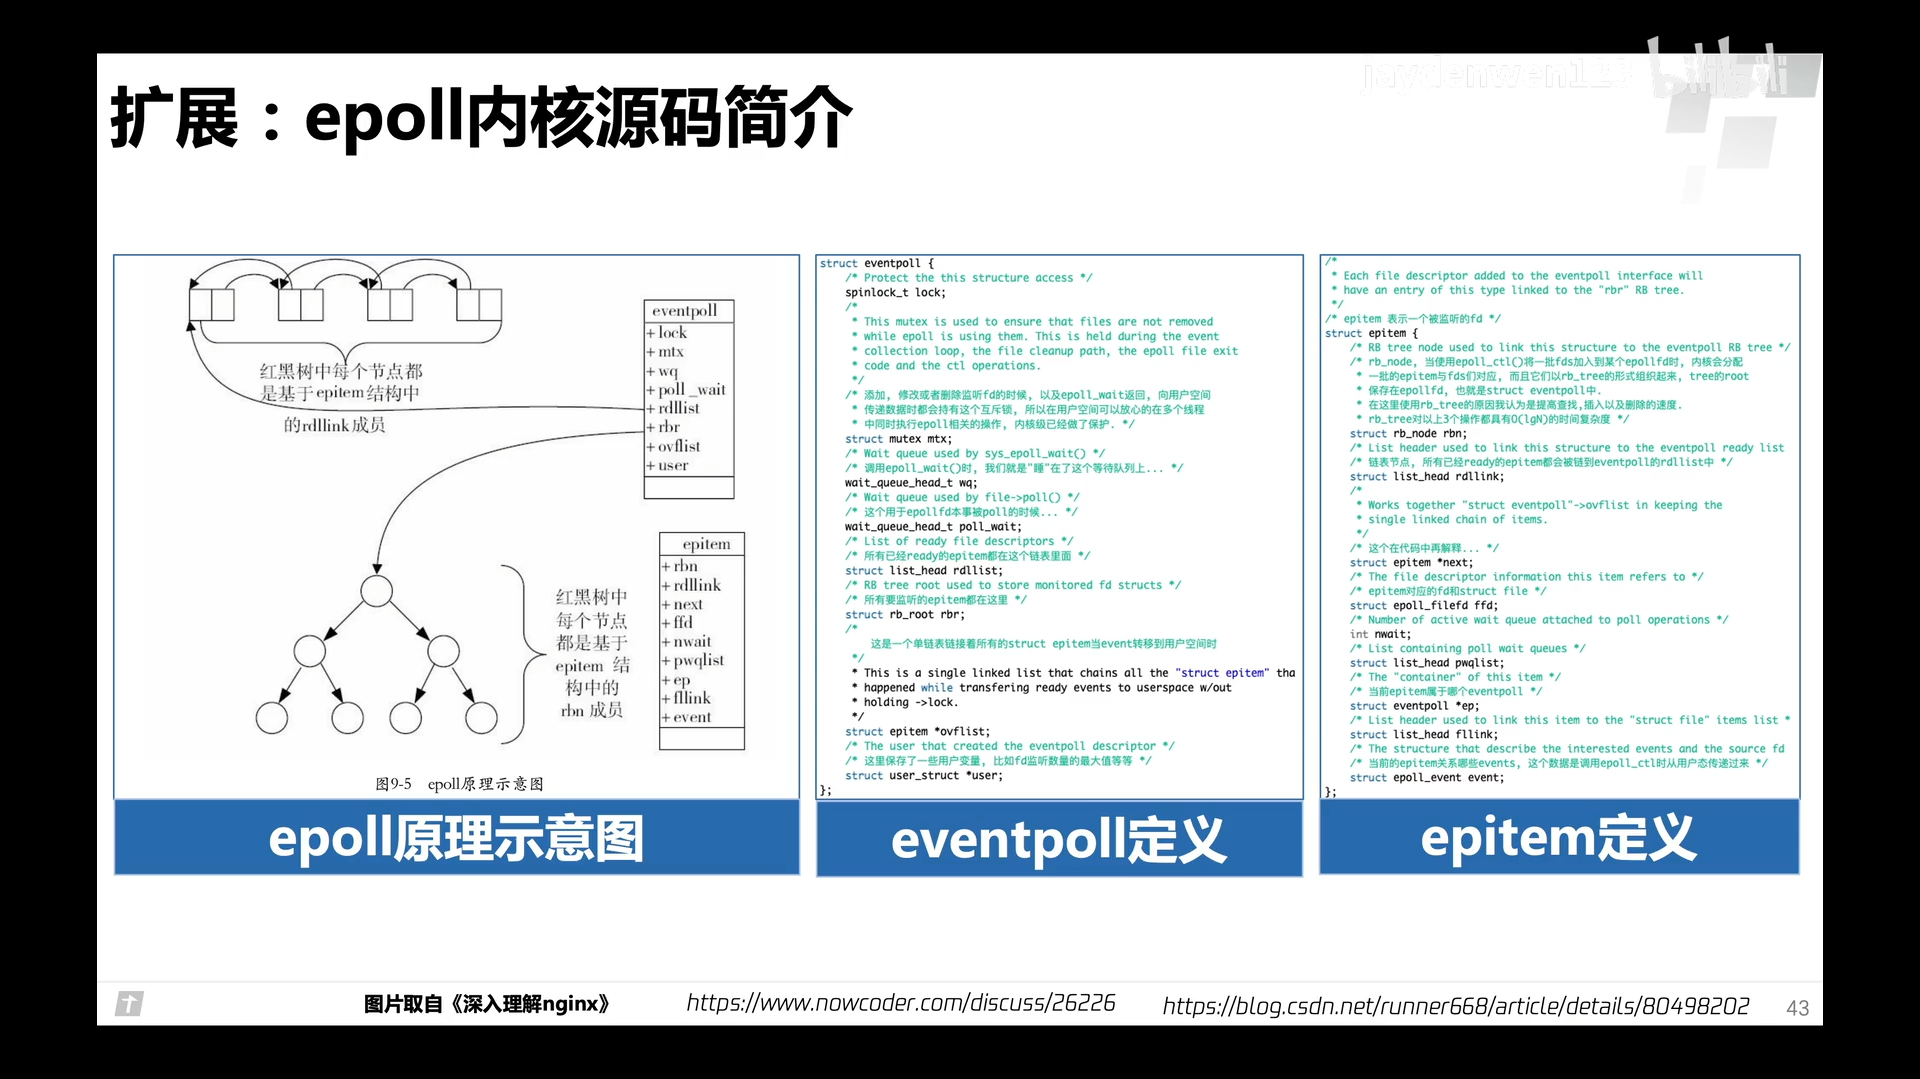 jaydenwen123 bilibili
扩展：epoll内核源码简介
红黑树中每个节点都
是基于epitem结构中
的rdllink成员
eventpoll
+lock
+mtx
+wq
+poll_wait
+rdllist
+rbr
+ovflist
+user
epitem
+rbn
+rdllink
+next
+ffd
+nwait
+pwqlist
+ep
+fllink
+event
红黑树中
每个节点
都是基于
epitem 结
构中的
rbn 成员
图9-5 epoll原理示意图
epoll原理示意图
struct eventpoll {
/* Protect the this structure access */
spinlock_t lock;
/*
* This mutex is used to ensure that files are not removed
* while epoll is using them. This is held during the event
* collection loop, the file cleanup path, the epoll file exit
* code and the ctl operations.
*/
/* 添加, 修改或者删除监听fd的时候, 以及epoll_wait返回, 向用户空间
* 传递数据时都会持有这个互斥锁, 所以在用户空间可以放心的在多个线程
* 中同时执行epoll相关的操作, 内核级已经做了保护. */
struct mutex mtx;
/* Wait queue used by sys_epoll_wait() */
/* 调用epoll_wait()时, 我们就是"睡"在了这个等待队列上... */
wait_queue_head_t wq;
/* Wait queue used by file->poll() */
/* 这个用于epollfd本事被poll的时候... */
wait_queue_head_t poll_wait;
/* List of ready file descriptors */
/* 所有已经ready的epitem都在这个链表里面 */
struct list_head rdllist;
/* RB tree root used to store monitored fd structs */
/* 所有要监听的epitem都在这里 */
struct rb_root rbr;
/*
这是一个单链表链接着所有的struct epitem当event转移到用户空间时
*/
* This is a single linked list that chains all the "struct epitem" tha
* happened while transfering ready events to userspace w/out
* holding ->lock.
*/
struct epitem *ovflist;
/* The user that created the eventpoll descriptor */
/* 这里保存了一些用户变量, 比如fd监听数量的最大值等等 */
struct user_struct *user;
};
eventpoll定义
/*
* Each file descriptor added to the eventpoll interface will
* have an entry of this type linked to the "rbr" RB tree.
*/
/* epitem 表示一个被监听的fd */
struct epitem {
/* RB tree node used to link this structure to the eventpoll RB tree */
/* rb_node, 当使用epoll_ctl()将一批fds加入到某个epollfd时, 内核会分配
* 一批的epitem与fds们对应, 而且它们以rb_tree的形式组织起来, tree的root
* 保存在epollfd, 也就是struct eventpoll中.
* 在这里使用rb_tree的原因我认为是提高查找,插入以及删除的速度.
* rb_tree对以上3个操作都具有O(lgN)的时间复杂度 */
struct rb_node rbn;
/* List header used to link this structure to the eventpoll ready list
/* 链表节点, 所有已经ready的epitem都会被链到eventpoll的rdllist中 */
struct list_head rdllink;
/*
* Works together "struct eventpoll"->ovflist in keeping the
* single linked chain of items.
*/
/* 这个在代码中再解释... */
struct epitem *next;
/* The file descriptor information this item refers to */
/* epitem对应的fd和struct file */
struct epoll_filefd ffd;
/* Number of active wait queue attached to poll operations */
int nwait;
/* List containing poll wait queues */
struct list_head pwqlist;
/* The "container" of this item */
/* 当前epitem属于哪个eventpoll */
struct eventpoll *ep;
/* List header used to link this item to the "struct file" items list *
struct list_head fllink;
/* The structure that describe the interested events and the source fd
/* 当前的epitem关系哪些events, 这个数据是调用epoll_ctl时从用户态传递过来 */
struct epoll_event event;
};
epitem定义
图片取自《深入理解nginx》
https://www.nowcoder.com/discuss/26226
https://blog.csdn.net/runner668/article/details/80498202
43